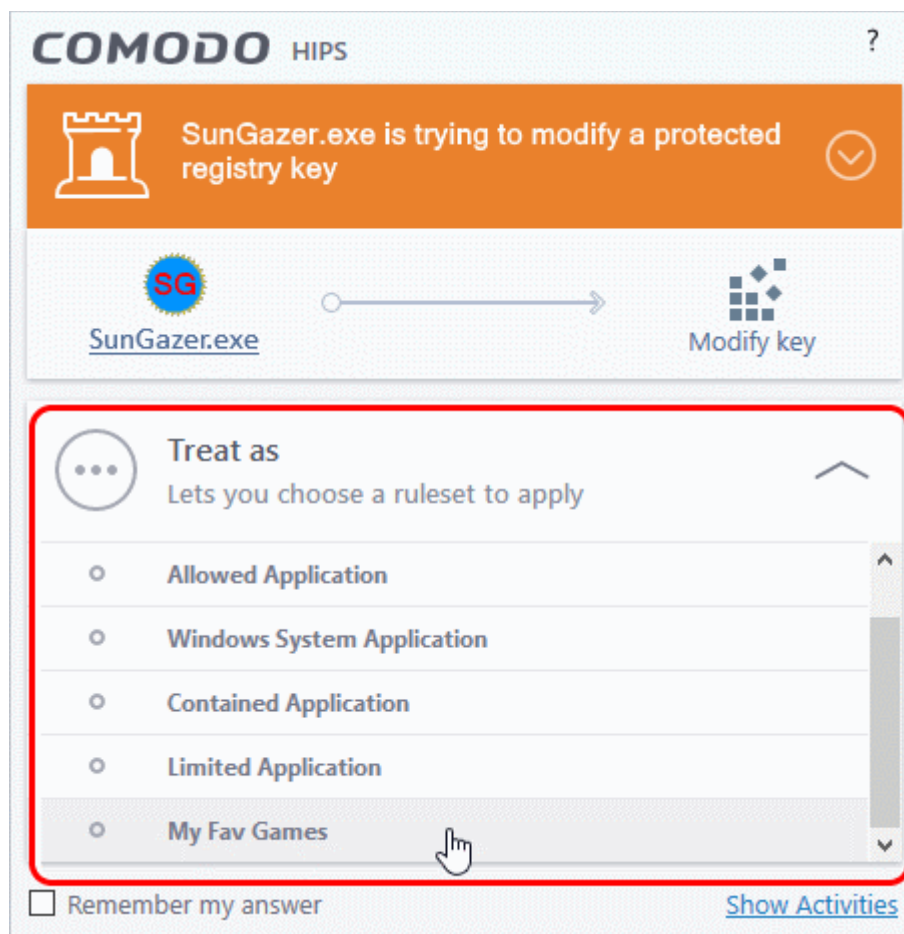 COMODO HIPS ?
SunGazer.exe is trying to modify a protected
registry key
SG
SunGazer.exe
Modify key
Treat as
Lets you choose a ruleset to apply
Allowed Application
Windows System Application
Contained Application
Limited Application
My Fav Games
Remember my answer
Show Activities